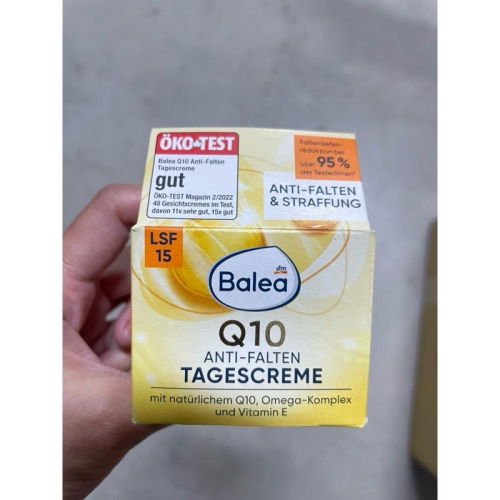 ÖKO-TEST
Balea Q10 Anti-Falten
Tagescreme
gut
ÖKO-TEST Magazin 2/2022
48 Gesichtscremes im Test,
davon 11x sehr gut, 15x gut
Faltentiefen-
reduktion bei
über 95 %
der Testerinnen*
ANTI-FALTEN
& STRAFFUNG
LSF
15
dm
Balea
Q10
ANTI-FALTEN
TAGESCREME
mit natürlichem Q10, Omega-Komplex
und Vitamin E